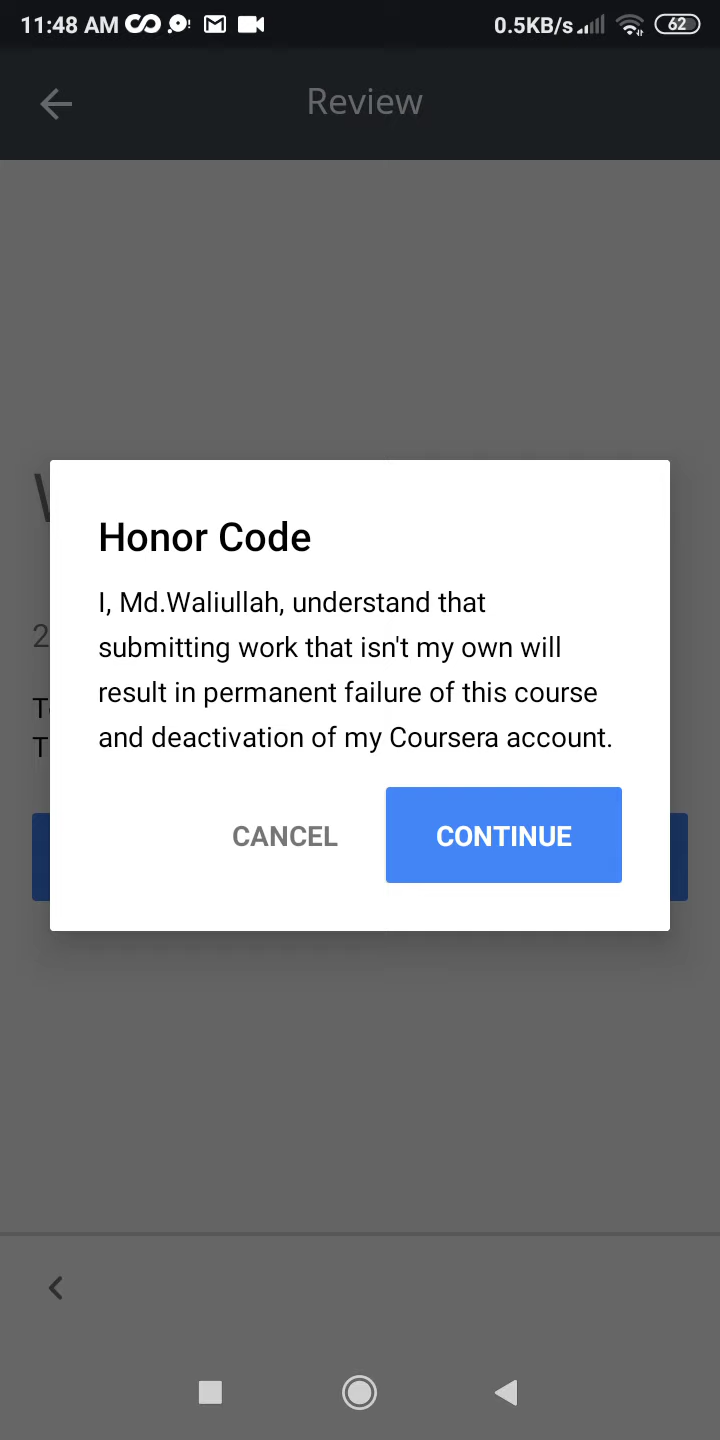 11:48 AM 0.5KB/s 62
Review
Honor Code
I, Md.Waliullah, understand that
submitting work that isn't my own will
result in permanent failure of this course
and deactivation of my Coursera account.
CANCEL CONTINUE